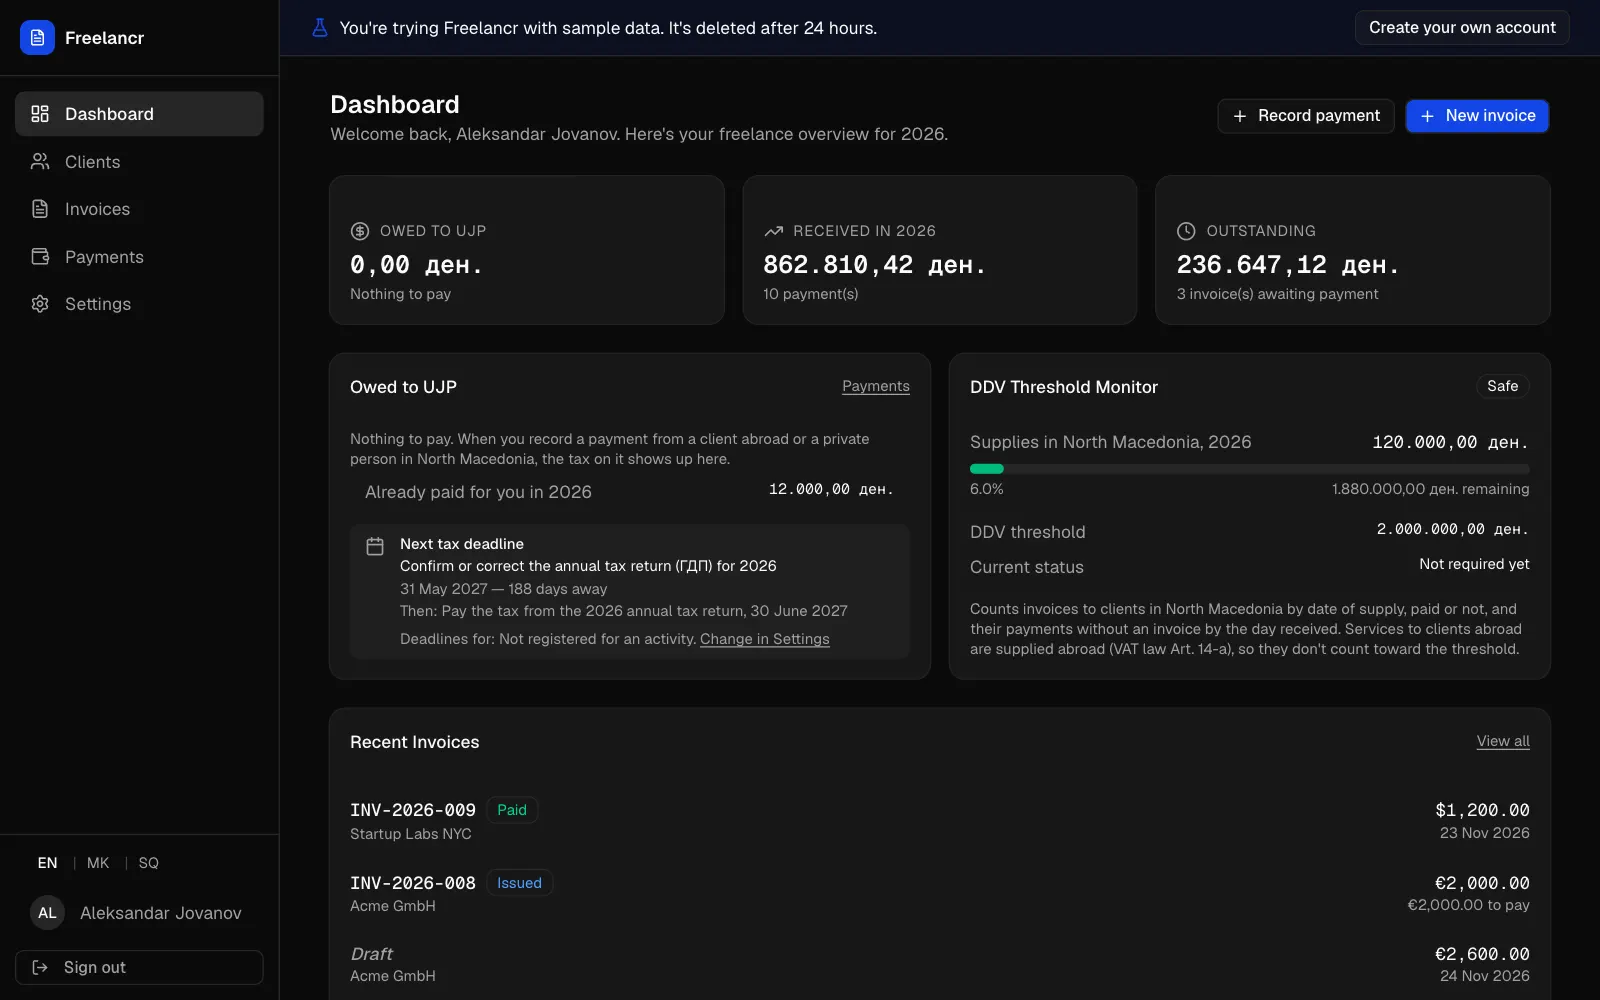 Freelancr
You're trying Freelancr with sample data. It's deleted after 24 hours.
Create your own account
Dashboard
Clients
Invoices
Payments
Settings
EN | MK | SQ
AL
Aleksandar Jovanov
Sign out
Dashboard
Welcome back, Aleksandar Jovanov. Here's your freelance overview for 2026.
Record payment
New invoice
OWED TO UJP
0,00 ден.
Nothing to pay
RECEIVED IN 2026
862.810,42 ден.
10 payment(s)
OUTSTANDING
236.647,12 ден.
3 invoice(s) awaiting payment
Owed to UJP
Payments
Nothing to pay. When you record a payment from a client abroad or a private
person in North Macedonia, the tax on it shows up here.
Already paid for you in 2026
12.000,00 ден.
Next tax deadline
Confirm or correct the annual tax return (ГДП) for 2026
31 May 2027 — 188 days away
Then: Pay the tax from the 2026 annual tax return, 30 June 2027
Deadlines for: Not registered for an activity. Change in Settings
DDV Threshold Monitor
Safe
Supplies in North Macedonia, 2026
120.000,00 ден.
6.0%
1.880.000,00 ден. remaining
DDV threshold
2.000.000,00 ден.
Current status
Not required yet
Counts invoices to clients in North Macedonia by date of supply, paid or not, and
their payments without an invoice by the day received. Services to clients abroad
are supplied abroad (VAT law Art. 14-a), so they don't count toward the threshold.
Recent Invoices
View all
INV-2026-009
Paid
Startup Labs NYC
$1,200.00
23 Nov 2026
INV-2026-008
Issued
Acme GmbH
€2,000.00
€2,000.00 to pay
Draft
Acme GmbH
€2,600.00
24 Nov 2026